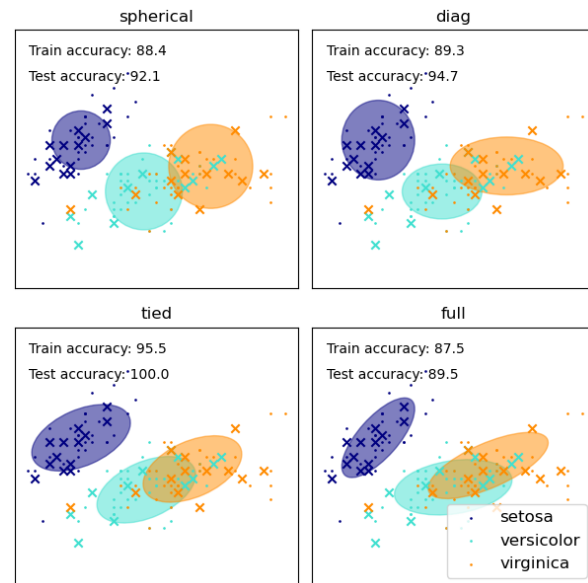 spherical
Train accuracy: 88.4
Test accuracy: 92.1
diag
Train accuracy: 89.3
Test accuracy: 94.7
tied
Train accuracy: 95.5
Test accuracy: 100.0
full
Train accuracy: 87.5
Test accuracy: 89.5
setosa
versicolor
virginica